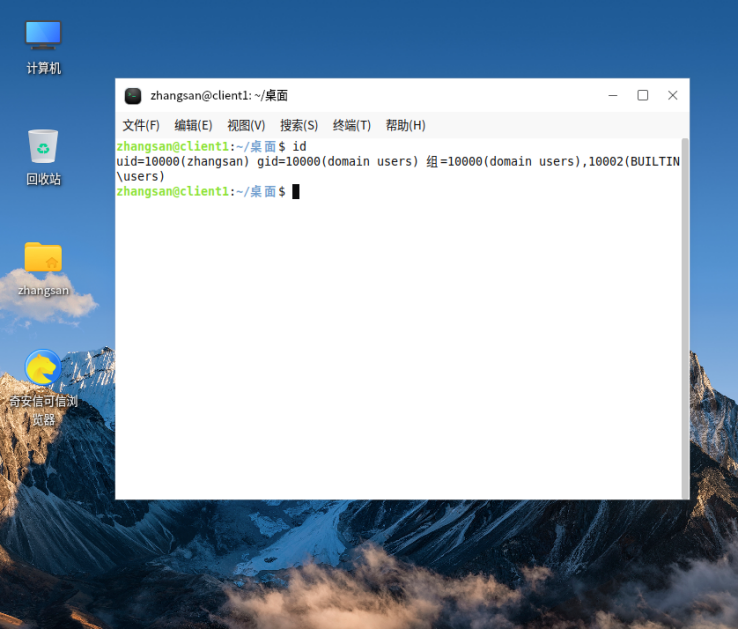 计算机
回收站
zhangsan
奇安信可信浏
览器
zhangsan@client1: ~/桌面
文件(F) 编辑(E) 视图(V) 搜索(S) 终端(T) 帮助(H)
zhangsan@client1:~/桌面$ id
uid=10000(zhangsan) gid=10000(domain users) 组=10000(domain users),10002(BUILTIN
\users)
zhangsan@client1:~/桌面$